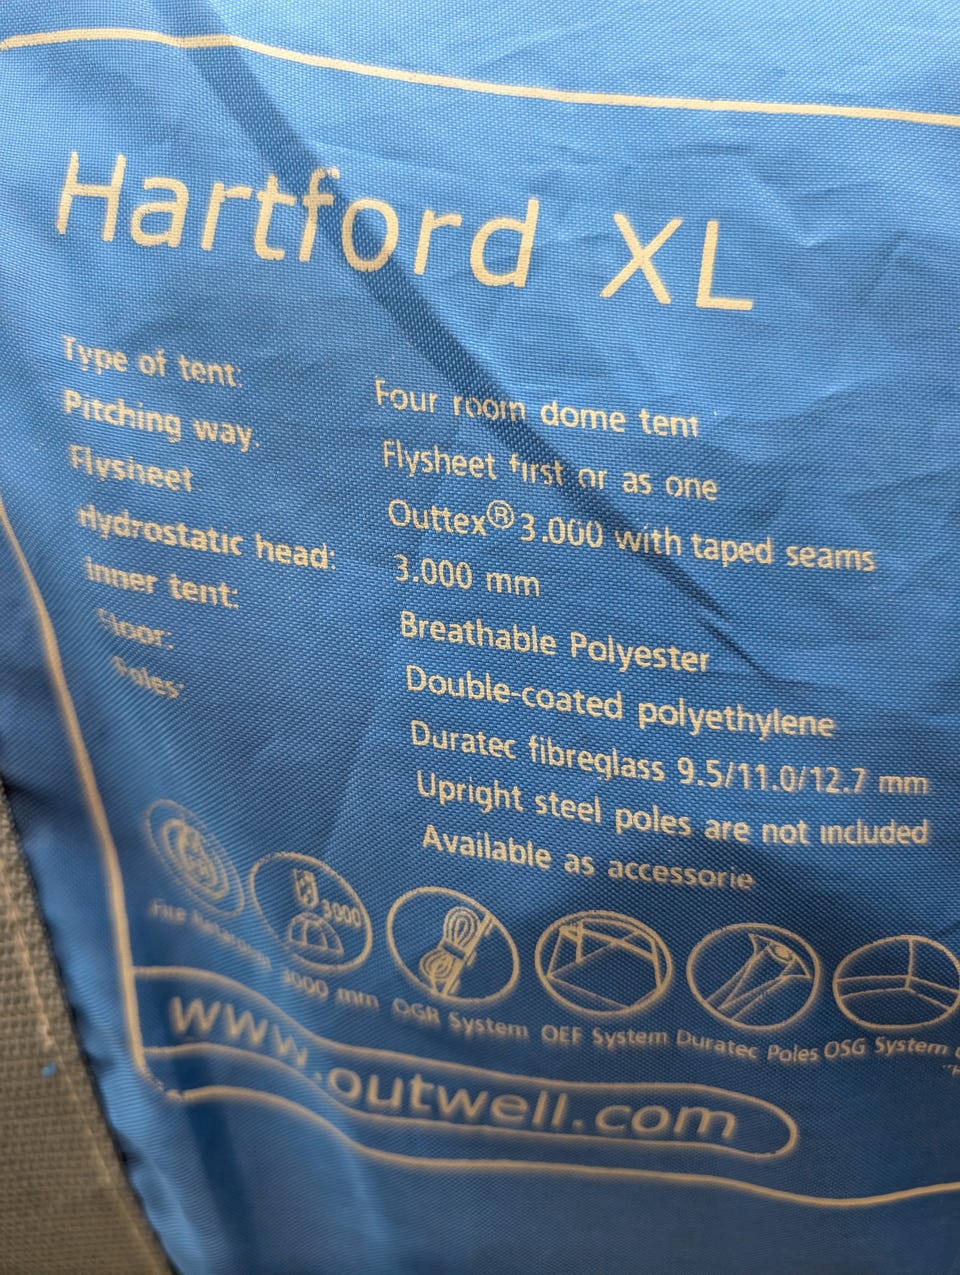 Hartford XL
Type of tent: Four room dome tent
Pitching way: Flysheet first or as one
Flysheet Outtex® 3.000 with taped seams
Hydrostatic head: 3.000 mm
Inner tent: Breathable Polyester
Floor: Double-coated polyethylene
Poles: Duratec fibreglass 9.5/11.0/12.7 mm
Upright steel poles are not included
Available as accessorie
3000
Fire 3000 mm OGR System OEF System Duratec Poles OSG System
www.outwell.com